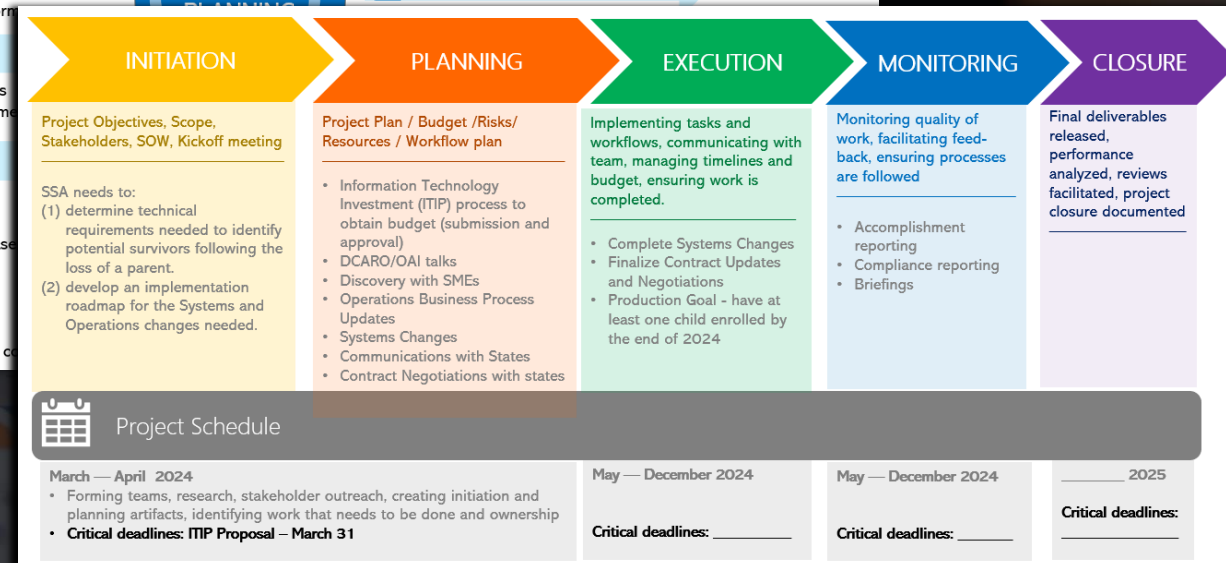 PLANNING
INITIATION
PLANNING
EXECUTION
MONITORING
CLOSURE
Project Objectives, Scope,
Stakeholders, SOW, Kickoff meeting
SSA needs to:
(1) determine technical
requirements needed to identify
potential survivors following the
loss of a parent.
(2) develop an implementation
roadmap for the Systems and
Operations changes needed.
Project Plan / Budget /Risks/
Resources / Workflow plan
• Information Technology
Investment (ITIP) process to
obtain budget (submission and
approval)
• DCARO/OAI talks
• Discovery with SMEs
• Operations Business Process
Updates
• Systems Changes
• Communications with States
• Contract Negotiations with states
Implementing tasks and
workflows, communicating with
team, managing timelines and
budget, ensuring work is
completed.
• Complete Systems Changes
• Finalize Contract Updates
and Negotiations
• Production Goal - have at
least one child enrolled by
the end of 2024
Monitoring quality of
work, facilitating feed-
back, ensuring processes
are followed
• Accomplishment
reporting
• Compliance reporting
• Briefings
Final deliverables
released,
performance
analyzed, reviews
facilitated, project
closure documented
Project Schedule
March — April 2024
• Forming teams, research, stakeholder outreach, creating initiation and
planning artifacts, identifying work that needs to be done and ownership
• Critical deadlines: ITIP Proposal – March 31
May — December 2024
Critical deadlines: __________
May — December 2024
Critical deadlines: _______
________ 2025
Critical deadlines:
_______________